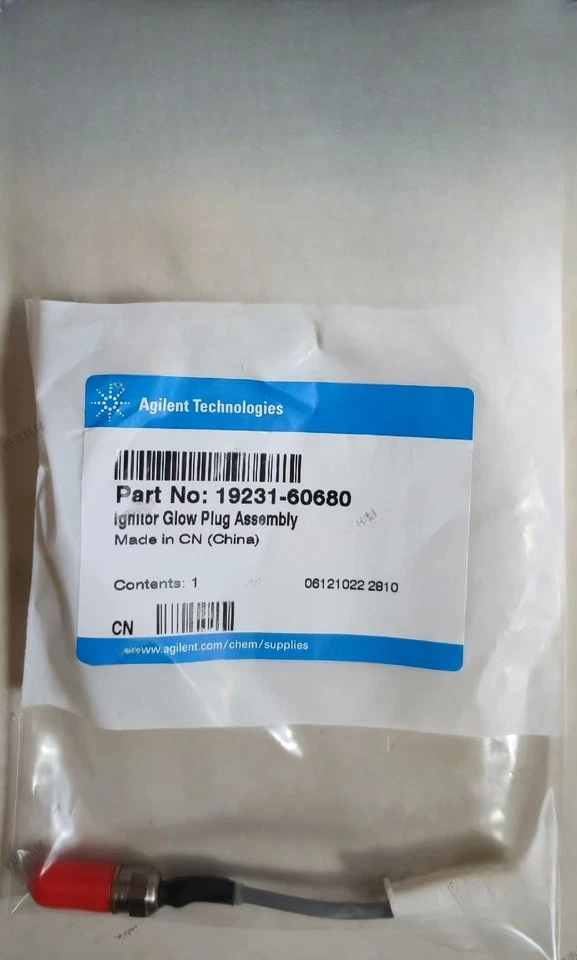 Agilent Technologies
Part No: 19231-60680
Ignitor Glow Plug Assembly
Made in CN (China)
Contents: 1
06121022 2810
CN
www.agilent.com/chem/supplies